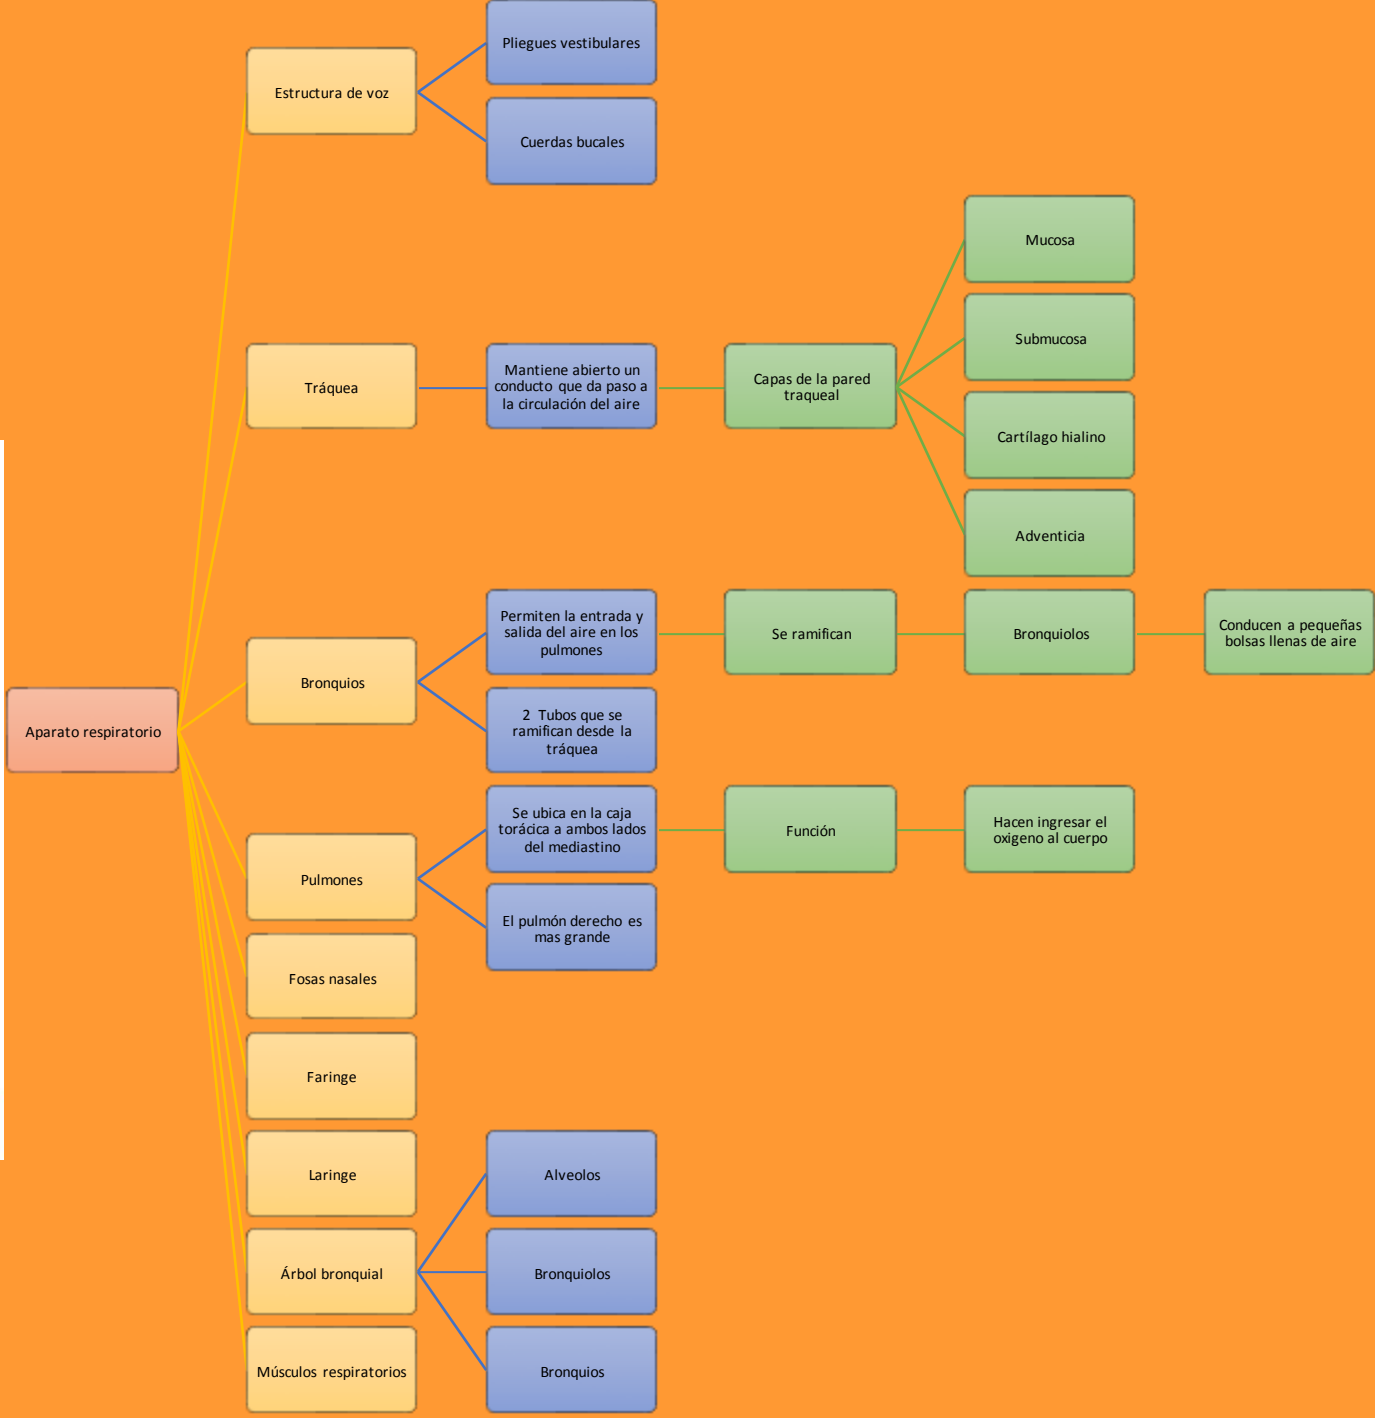 Pliegues vestibulares
Estructura de voz
Cuerdas bucales
Mucosa
Submucosa
Tráquea
Mantiene abierto un
conducto que da paso a
la circulación del aire
Capas de la pared
traqueal
Cartílago hialino
Adventicia
Bronquios
Permiten la entrada y
salida del aire en los
pulmones
Se ramifican
Bronquiolos
Conducen a pequeñas
bolsas llenas de aire
2 Tubos que se
ramifican desde la
tráquea
Aparato respiratorio
Pulmones
Se ubica en la caja
torácica a ambos lados
del mediastino
Función
Hacen ingresar el
oxigeno al cuerpo
El pulmón derecho es
mas grande
Fosas nasales
Faringe
Laringe
Árbol bronquial
Alveolos
Bronquiolos
Bronquios
Músculos respiratorios